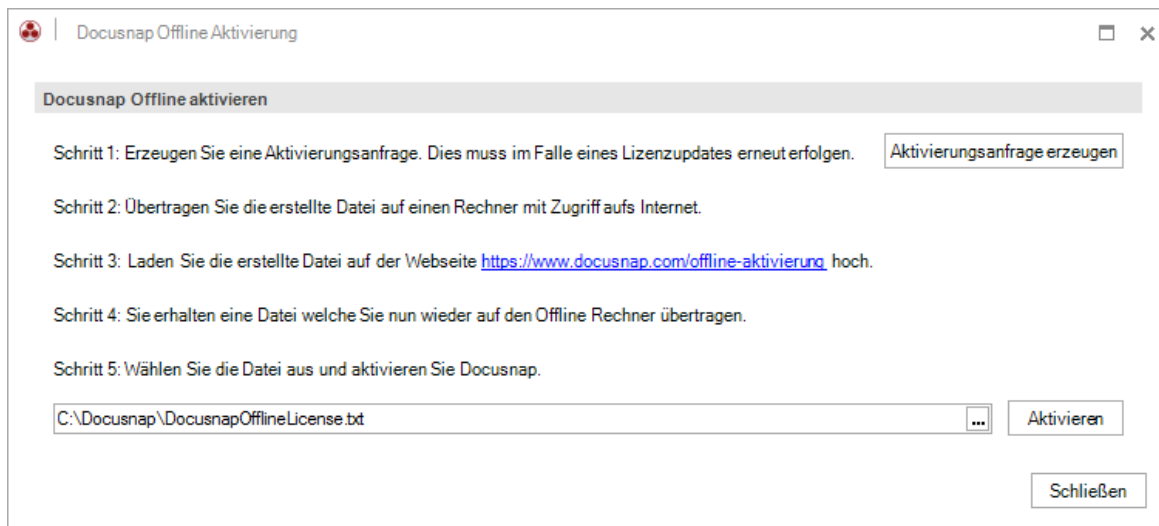 Docusnap Offline Aktivierung
Docusnap Offline aktivieren
Schritt 1: Erzeugen Sie eine Aktivierungsanfrage. Dies muss im Falle eines Lizenzupdates erneut erfolgen. Aktivierungsanfrage erzeugen
Schritt 2: Übertragen Sie die erstellte Datei auf einen Rechner mit Zugriff aufs Internet.
Schritt 3: Laden Sie die erstellte Datei auf der Webseite https://www.docusnap.com/offline-aktivierung hoch.
Schritt 4: Sie erhalten eine Datei welche Sie nun wieder auf den Offline Rechner übertragen.
Schritt 5: Wählen Sie die Datei aus und aktivieren Sie Docusnap.
C:\Docusnap\DocusnapOfflineLicense.txt ... Aktivieren
Schließen